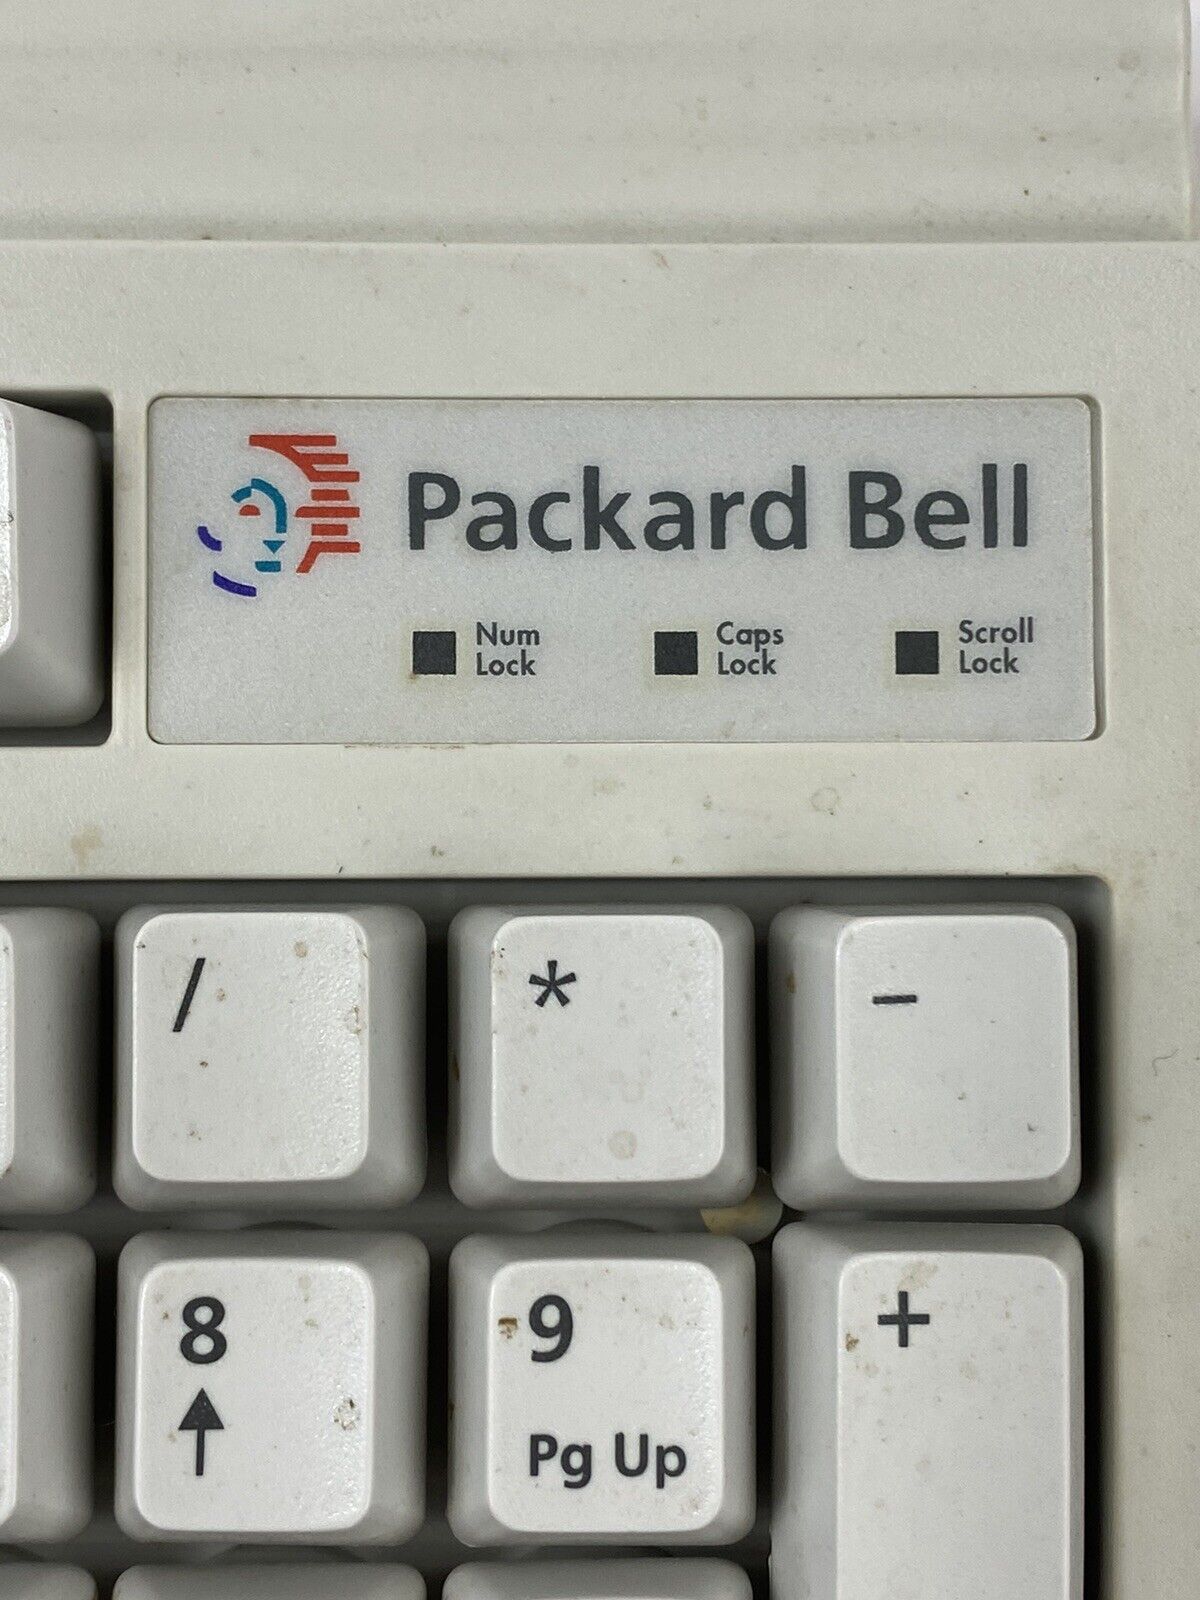 Packard Bell
Num Lock
Caps Lock
Scroll Lock
/
*
-
8
9
+
Pg Up